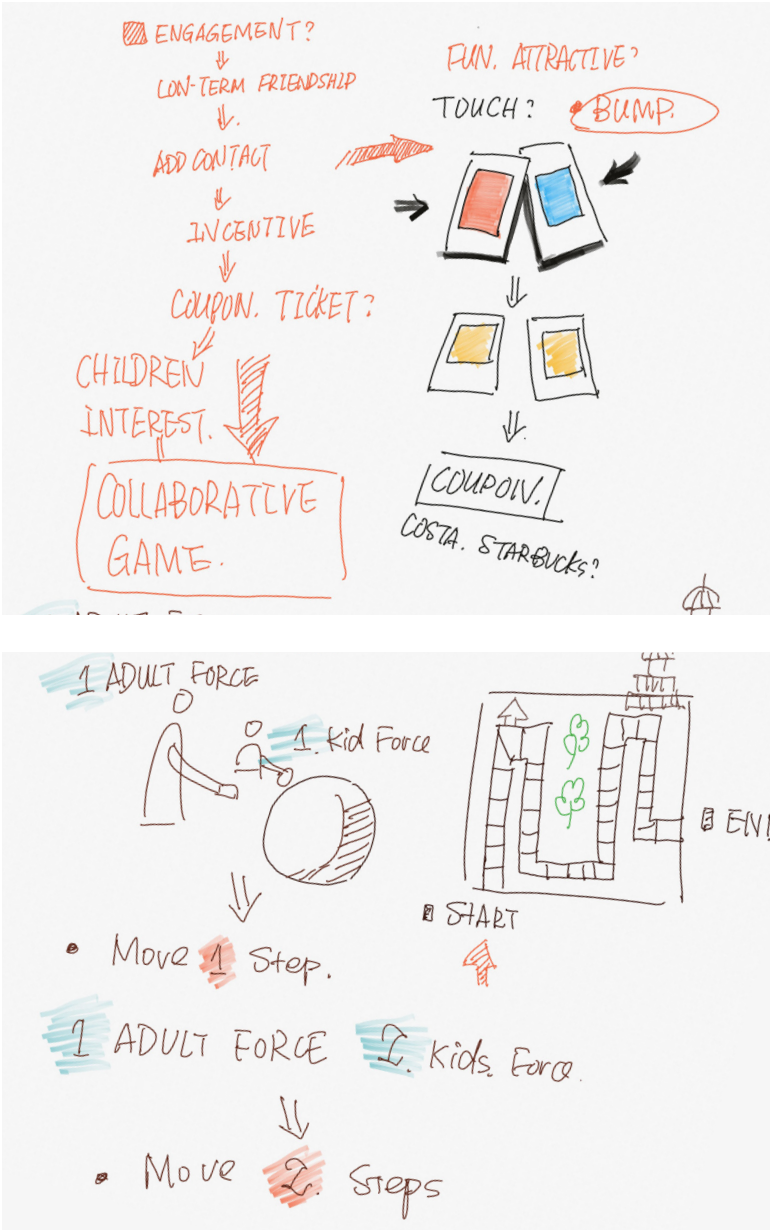 ENGAGEMENT?
LON-TERM FRIENDSHIP
ADD CONTACT
INCENTIVE
COUPON. TICKET?
CHILDREN
INTEREST.
COLLABORATIVE
GAME.
FUN. ATTRACTIVE?
TOUCH? BUMP.
COUPON.
COSTA. STARBUCKS?
1 ADULT FORCE
1. Kid Force
END
START
Move 1 Step.
1 ADULT FORCE 2. Kids. Force.
Move 2. Steps